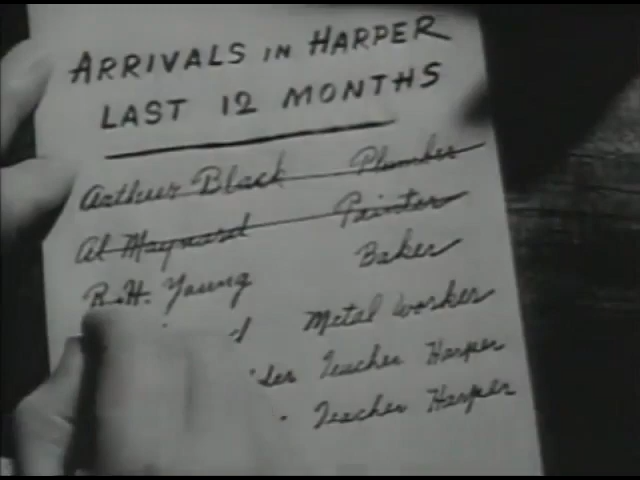 ARRIVALS IN HARPER
LAST 12 MONTHS
Arthur Black Plumber
Al Maynard Painter
R.H. Young Baker
Metal Worker
Teacher Harper
Teacher Harper